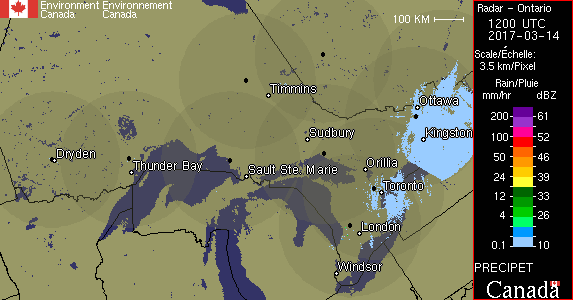 Environment Environnement
Canada Canada
100 KM
Timmins
Ottawa
Sudbury
Kingston
Dryden
Thunder Bay
Sault Ste. Marie
Orillia
Toronto
London
Windsor
Radar - Ontario
1200 UTC
2017-03-14
Scale/Échelle:
3.5 km/Pixel
Rain/Pluie
mm/hr dBZ
200 61
100 52
50 46
24 39
12 33
4 26
0.1 10
PRECIPET
Canada